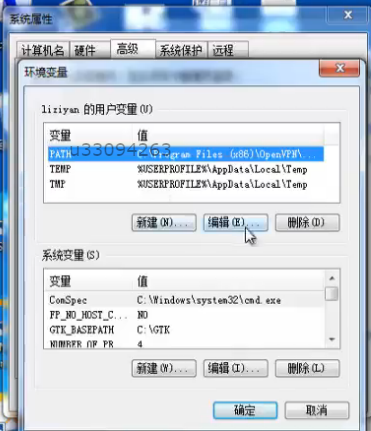 系统属性
计算机名 硬件 高级 系统保护 远程
环境变量
liziyan 的用户变量(U)
变量 值
PATH C:\Program Files (x86)\OpenVPN\...
u33094263
TEMP %USERPROFILE%\AppData\Local\Temp
TMP %USERPROFILE%\AppData\Local\Temp
新建(N)... 编辑(E)... 删除(D)
系统变量(S)
变量 值
ComSpec C:\Windows\system32\cmd.exe
FP_NO_HOST_C... NO
GTK_BASEPATH C:\GTK
NUMBER_OF_PR 4
新建(W)... 编辑(I)... 删除(L)
确定 取消